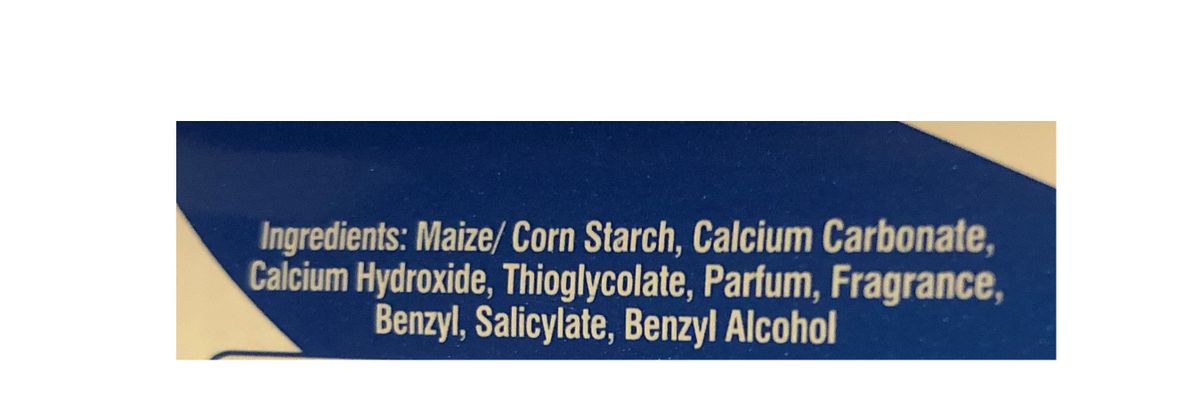 Ingredients: Maize/ Corn Starch, Calcium Carbonate,
Calcium Hydroxide, Thioglycolate, Parfum, Fragrance,
Benzyl, Salicylate, Benzyl Alcohol